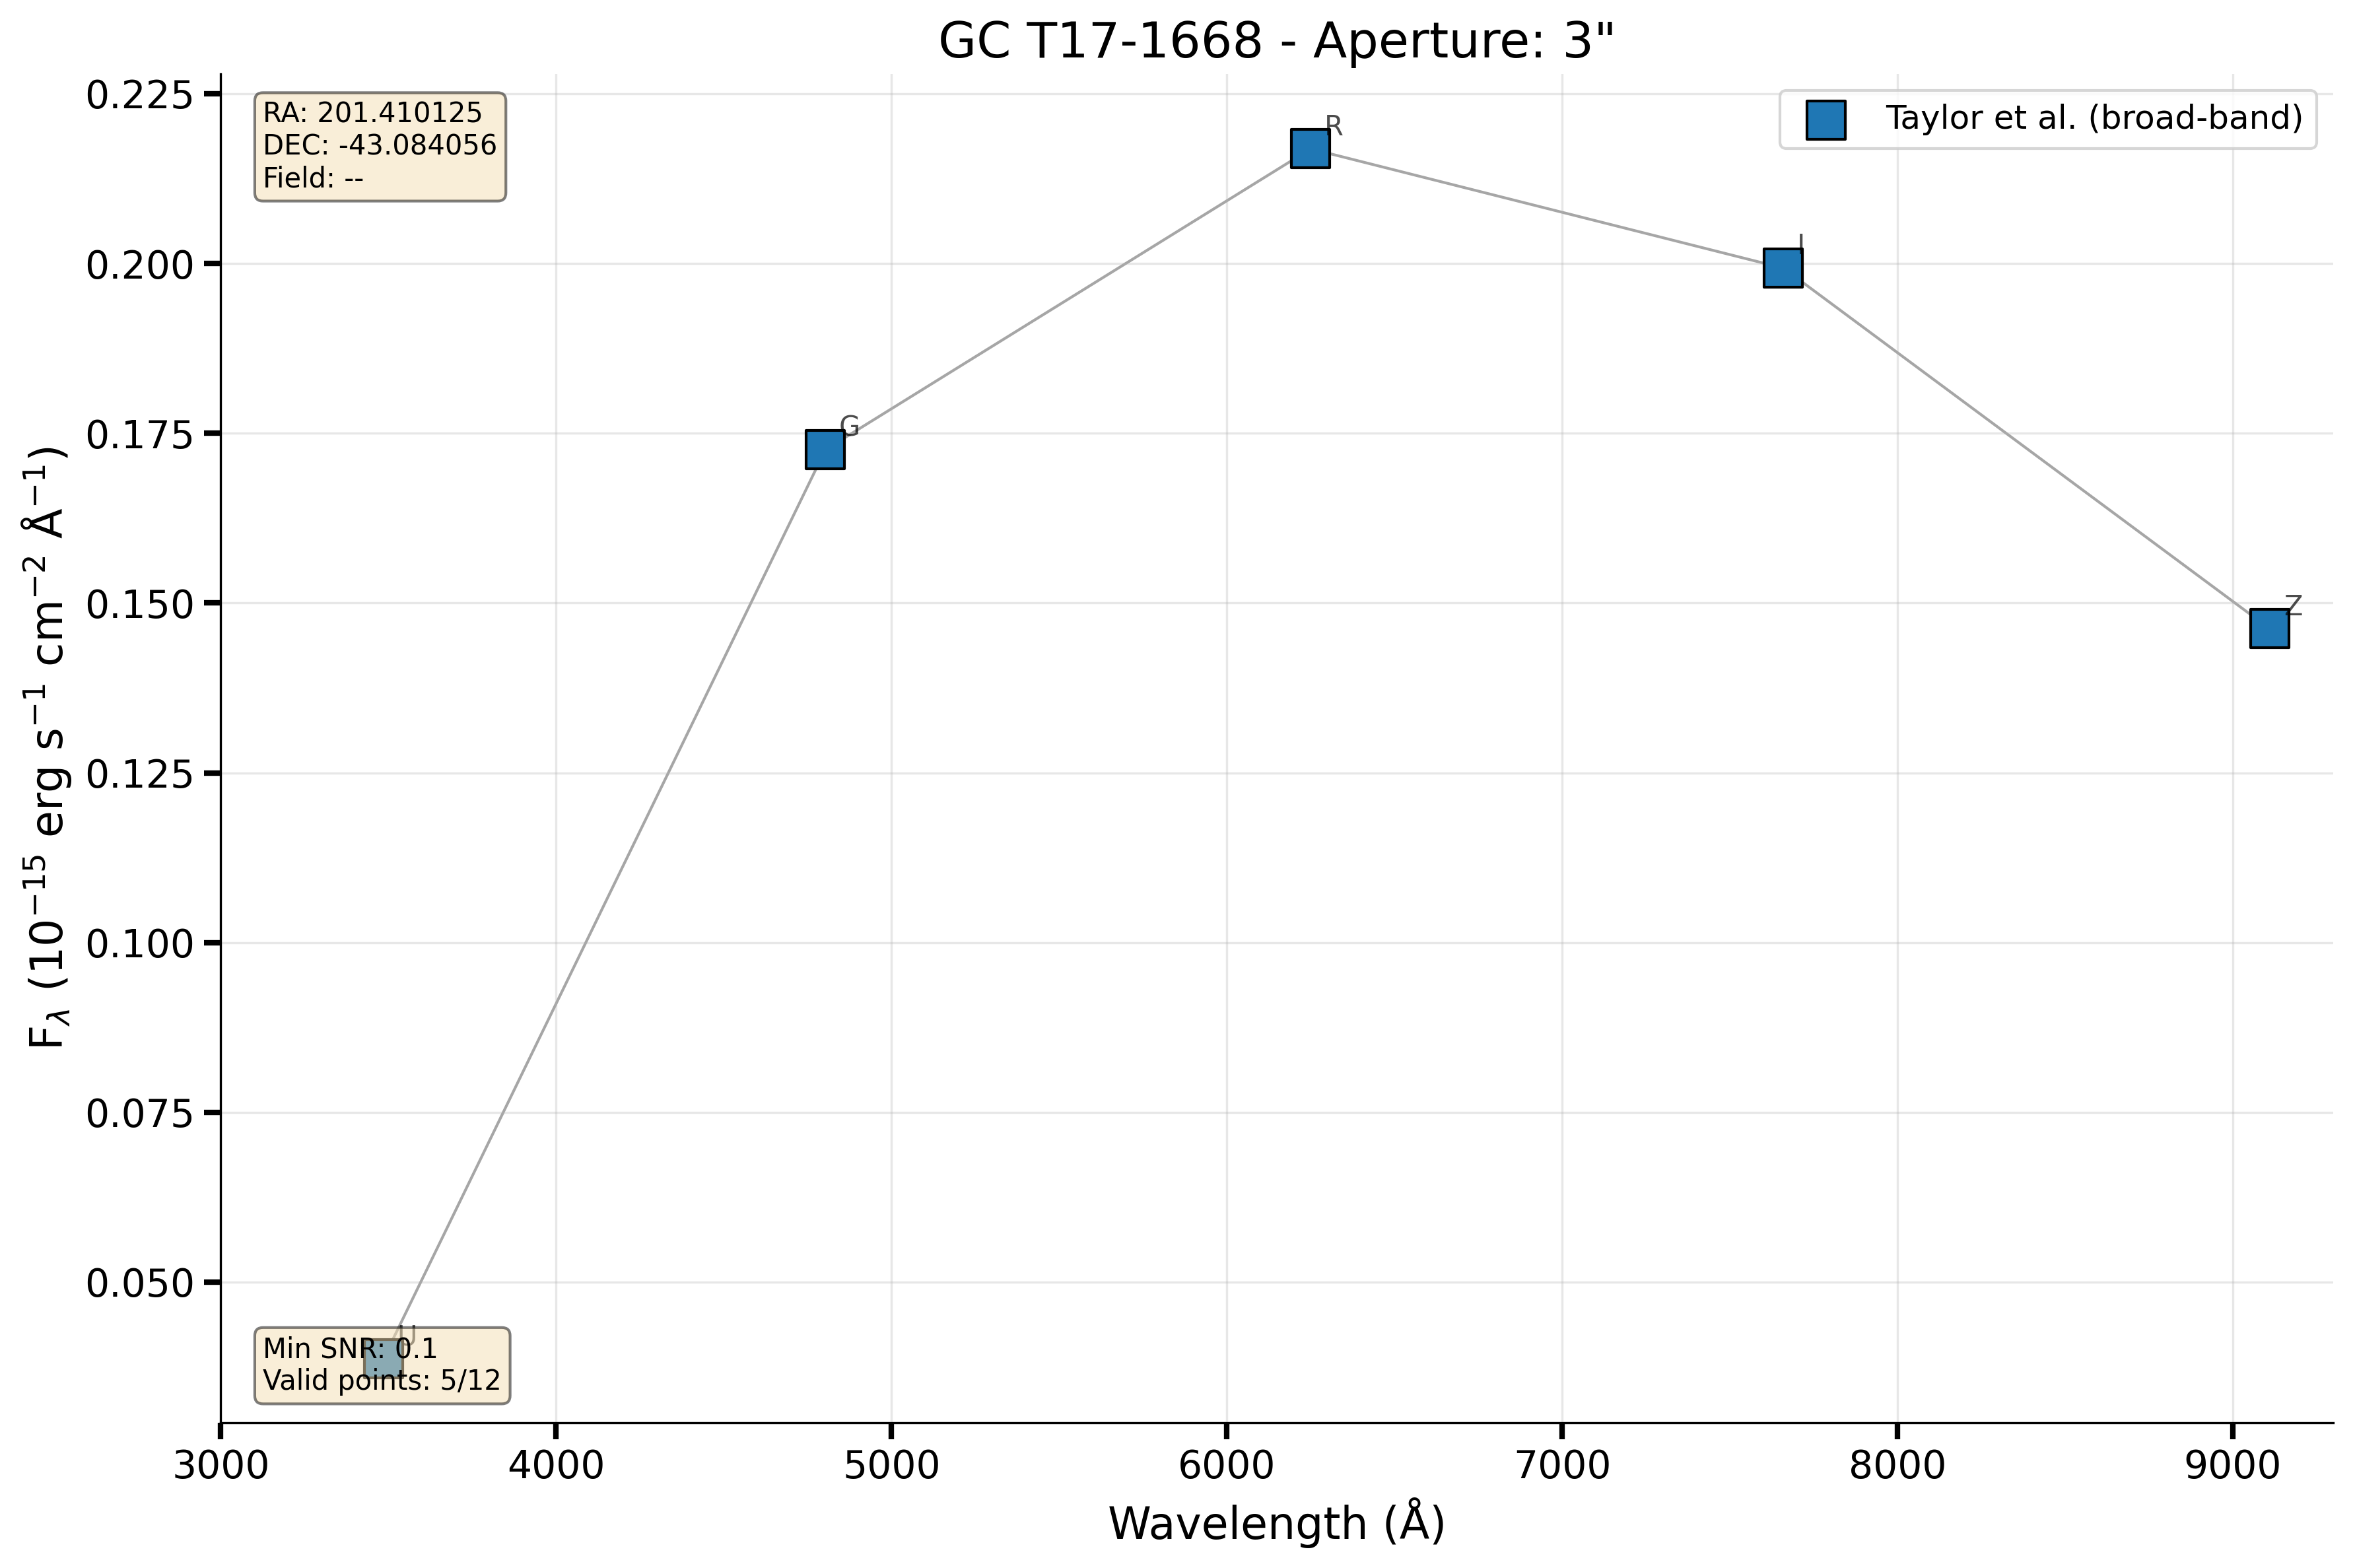 GC T17-1668 - Aperture: 3"
RA: 201.410125
DEC: -43.084056
Field: --
Taylor et al. (broad-band)
0.225
0.200
0.175
0.150
0.125
0.100
0.075
0.050
F_λ (10⁻¹⁵ erg s⁻¹ cm⁻² Å⁻¹)
U
G
R
I
Z
Min SNR: 0.1
Valid points: 5/12
3000 4000 5000 6000 7000 8000 9000
Wavelength (Å)